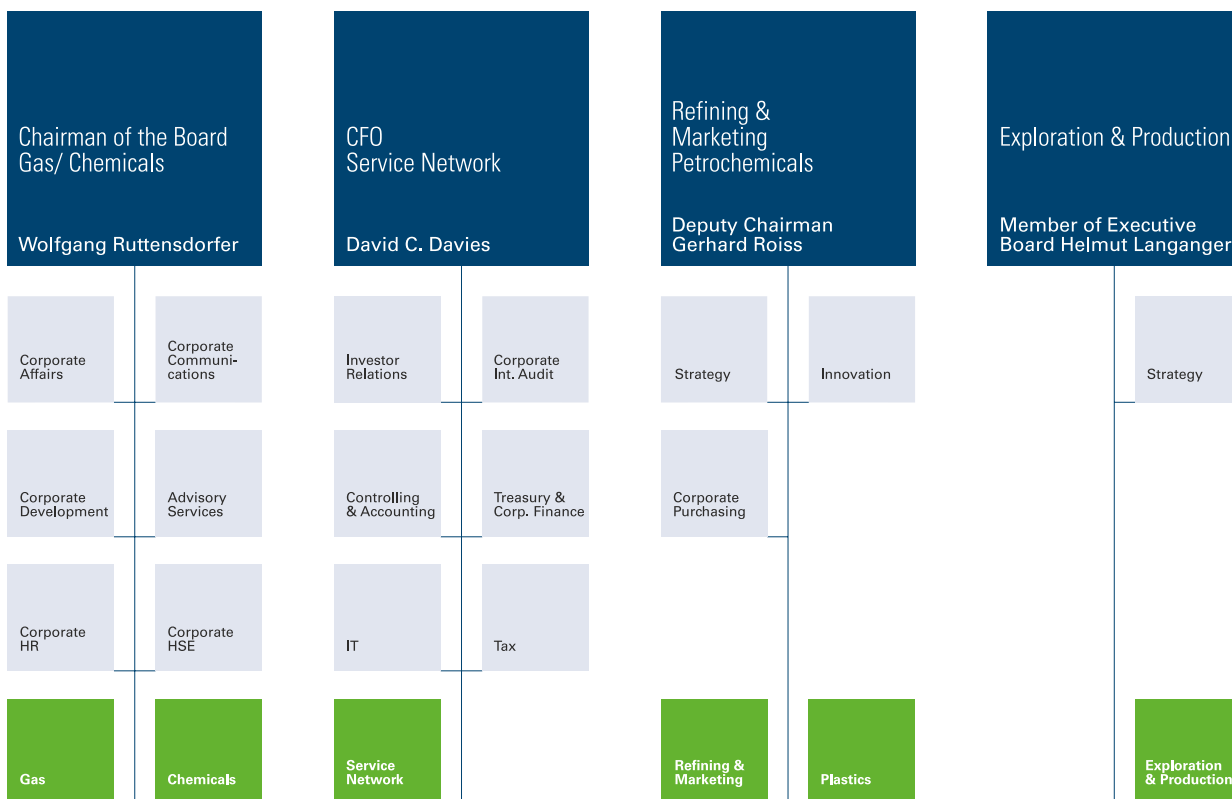 Chairman of the Board
Gas/ Chemicals
Wolfgang Ruttensdorfer
CFO
Service Network
David C. Davies
Refining &
Marketing
Petrochemicals
Deputy Chairman
Gerhard Roiss
Exploration & Production
Member of Executive
Board Helmut Langanger
Corporate
Affairs
Corporate
Communi-
cations
Investor
Relations
Corporate
Int. Audit
Strategy
Innovation
Strategy
Corporate
Development
Advisory
Services
Controlling
& Accounting
Treasury &
Corp. Finance
Corporate
Purchasing
Corporate
HR
Corporate
HSE
IT
Tax
Gas
Chemicals
Service
Network
Refining &
Marketing
Plastics
Exploration
& Production